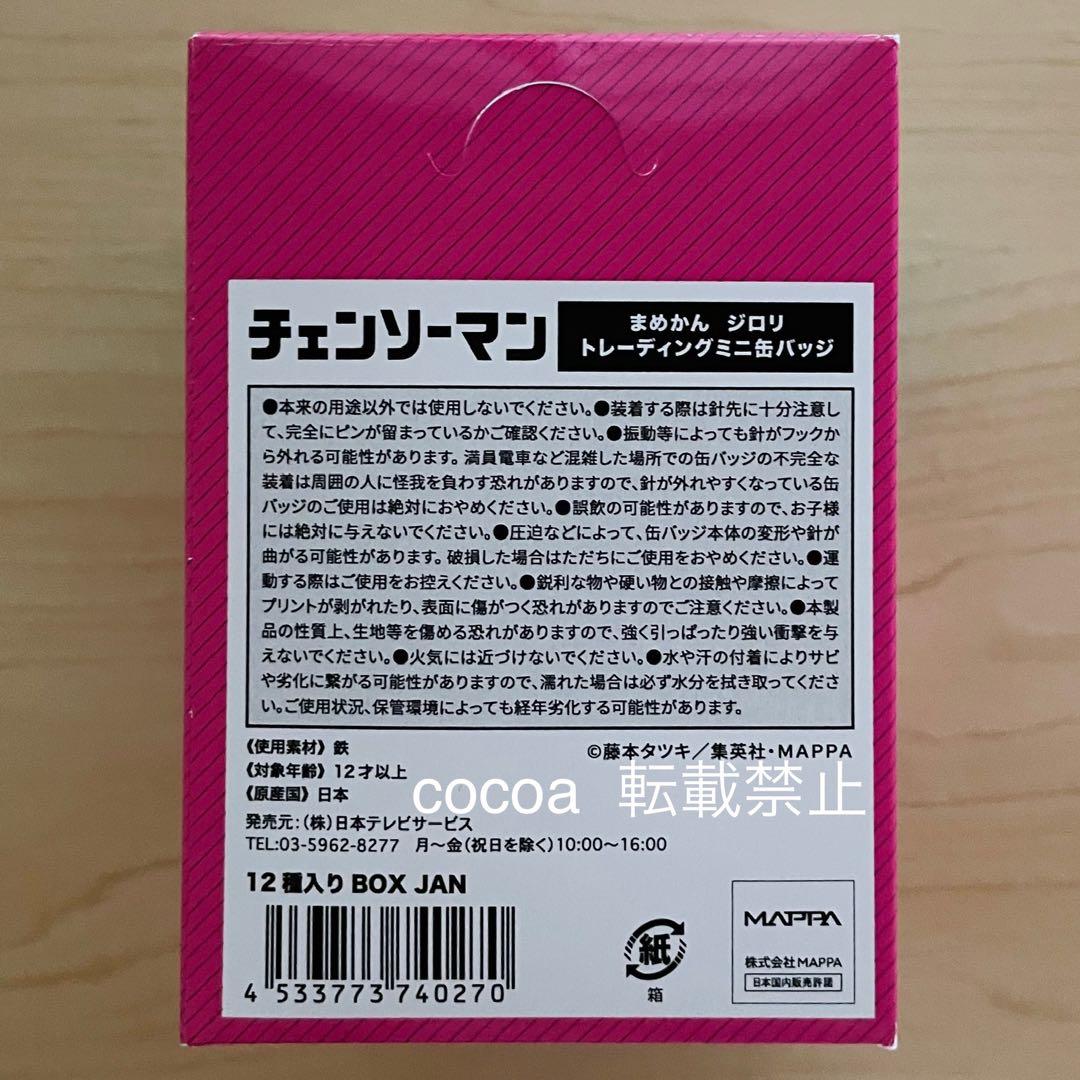 チェンソーマン
まめかん ジロリ
トレーディングミニ缶バッジ
●本来の用途以外では使用しないでください。●装着する際は針先に十分注意し
て、完全にピンが留まっているかご確認ください。●振動等によっても針がフックか
ら外れる可能性があります。満員電車など混雑した場所での缶バッジの不完全な
装着は周囲の人に怪我を負わす恐れがありますので、針が外れやすくなっている缶
バッジのご使用は絶対におやめください。●誤飲の可能性がありますので、お子様
には絶対に与えないでください。●圧迫などによって、缶バッジ本体の変形や針が
曲がる可能性があります。破損した場合はただちにご使用をおやめください。●運
動する際はご使用をお控えください。●鋭利な物や硬い物との接触や摩擦によって
プリントが剥がれたり、表面に傷がつく恐れがありますのでご注意ください。●本製
品の性質上、生地等を傷める恐れがありますので、強く引っぱったり強い衝撃を与
えないでください。●火気には近づけないでください。●水や汗の付着によりサビ
や劣化に繋がる可能性がありますので、濡れた場合は必ず水分を拭き取ってくださ
い。ご使用状況、保管環境によっても経年劣化する可能性があります。
《使用素材》鉄
©藤本タツキ／集英社・MAPPA
《対象年齢》12才以上
《原産国》日本
cocoa 転載禁止
発売元：(株)日本テレビサービス
TEL:03-5962-8277 月～金(祝日を除く)10:00～16:00
12種入りBOX JAN
4 533773 740270
紙
箱
MAPPA
株式会社MAPPA
日本国内販売許諾